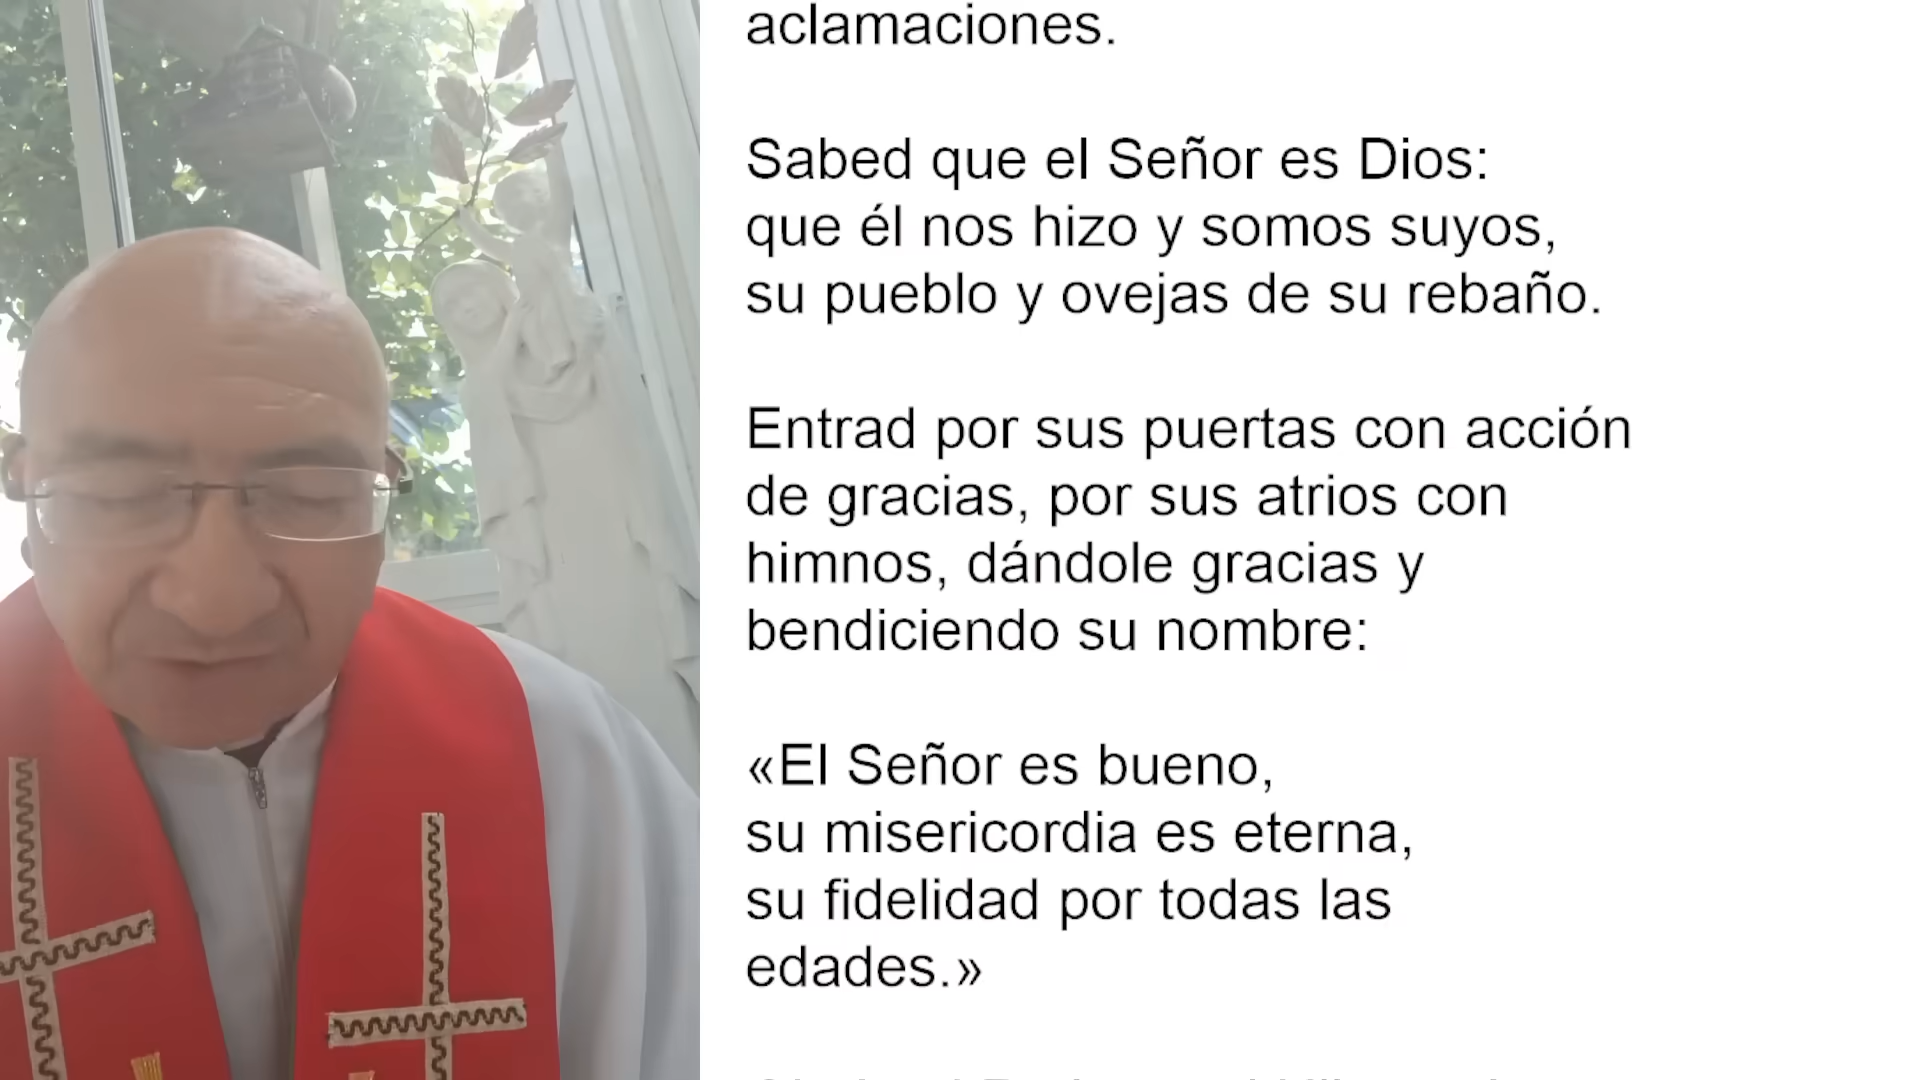 aclamaciones.
Sabed que el Señor es Dios:
que él nos hizo y somos suyos,
su pueblo y ovejas de su rebaño.
Entrad por sus puertas con acción
de gracias, por sus atrios con
himnos, dándole gracias y
bendiciendo su nombre:
«El Señor es bueno,
su misericordia es eterna,
su fidelidad por todas las
edades.»